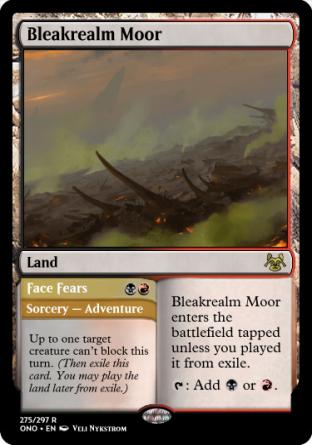 Bleakrealm Moor
Land
Face Fears
Sorcery — Adventure
Up to one target
creature can't block this
turn. (Then exile this
card. You may play the
land later from exile.)
Bleakrealm Moor
enters the
battlefield tapped
unless you played
it from exile.
: Add or .
275/297 R
ONO • EN Veli Nystrom